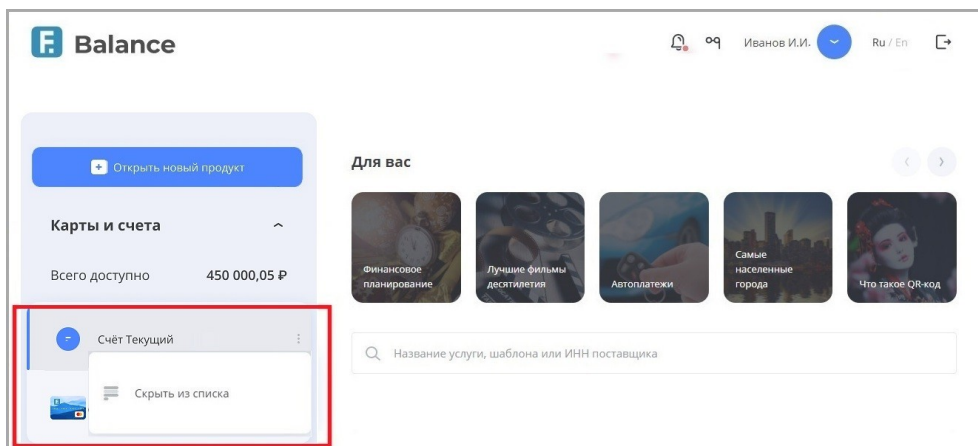 F. Balance
Иванов И.И.
Ru / En
Открыть новый продукт
Карты и счета
Всего доступно 450 000,05 ₽
Счёт Текущий
Скрыть из списка
Для вас
Финансовое
планирование
Лучшие фильмы
десятилетия
Автоплатежи
Самые
населенные
города
Что такое QR-код
Название услуги, шаблона или ИНН поставщика